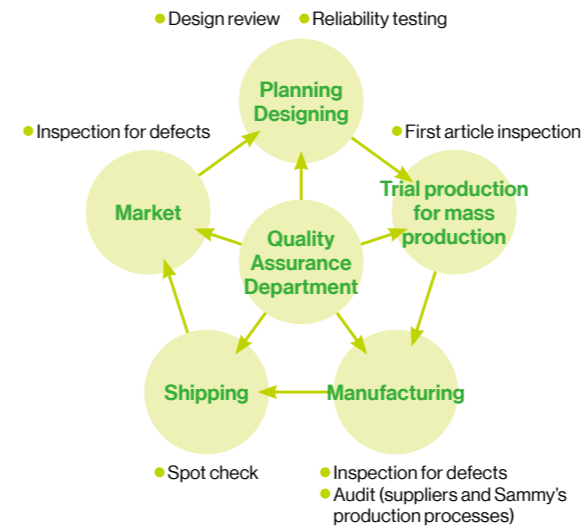 ● Design review ● Reliability testing
Planning
Designing
● Inspection for defects
● First article inspection
Market
Trial production
for mass
production
Quality
Assurance
Department
Shipping
Manufacturing
● Spot check
● Inspection for defects
● Audit (suppliers and Sammy's
production processes)